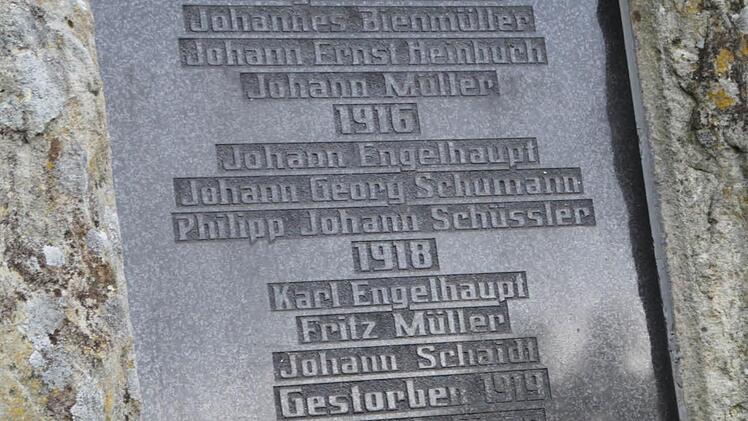 Johannes Bienmüller
Johann Ernst Heinbuch
Johann Müller
1916
Johann Engelhaupt
Johann Georg Schumann
Philipp Johann Schüssler
1918
Karl Engelhaupt
Fritz Müller
Johann Schaidt
Gestorben 1919